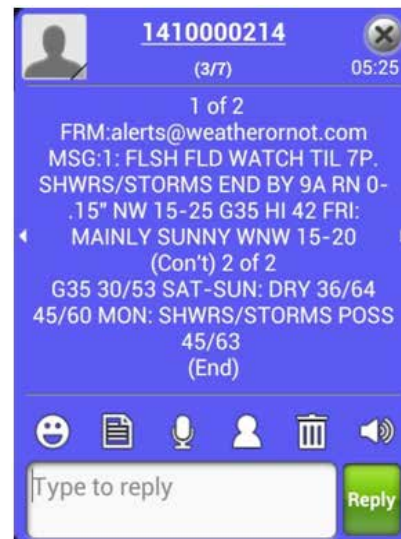 1410000214
(3/7)
05:25
1 of 2
FRM:alerts@weatherornot.com
MSG:1: FLSH FLD WATCH TIL 7P.
SHWRS/STORMS END BY 9A RN 0-
.15" NW 15-25 G35 HI 42 FRI:
MAINLY SUNNY WNW 15-20
(Con't) 2 of 2
G35 30/53 SAT-SUN: DRY 36/64
45/60 MON: SHWRS/STORMS POSS
45/63
(End)
Type to reply
Reply